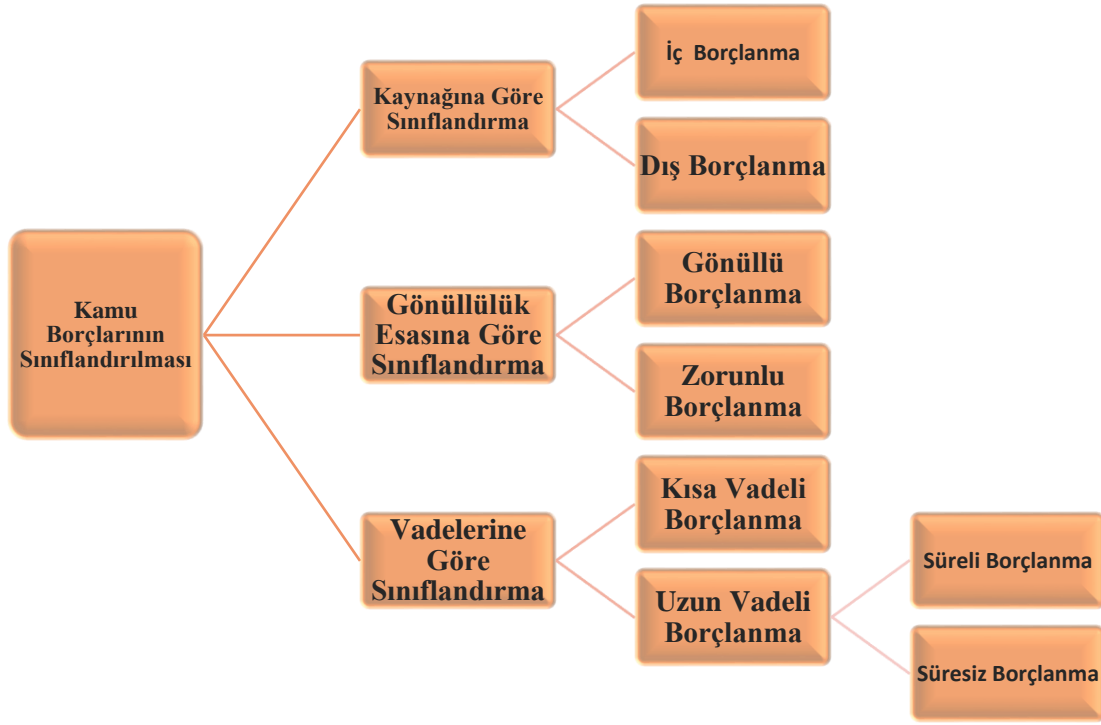 Kamu
Borçlarının
Sınıflandırılması
Kaynağına Göre
Sınıflandırma
İç  Borçlanma
Dış Borçlanma
Gönüllülük
Esasına Göre
Sınıflandırma
Gönüllü
Borçlanma
Zorunlu
Borçlanma
Vadelerine
Göre
Sınıflandırma
Kısa Vadeli
Borçlanma
Uzun Vadeli
Borçlanma
Süreli Borçlanma
Süresiz Borçlanma